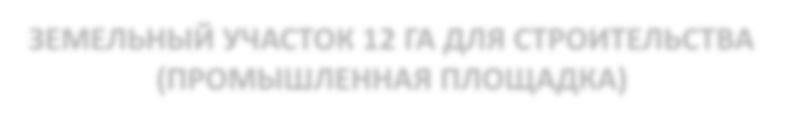 ЗЕМЕЛЬНЫЙ УЧАСТОК 12 ГА ДЛЯ СТРОИТЕЛЬСТВА
(ПРОМЫШЛЕННАЯ ПЛОЩАДКА)